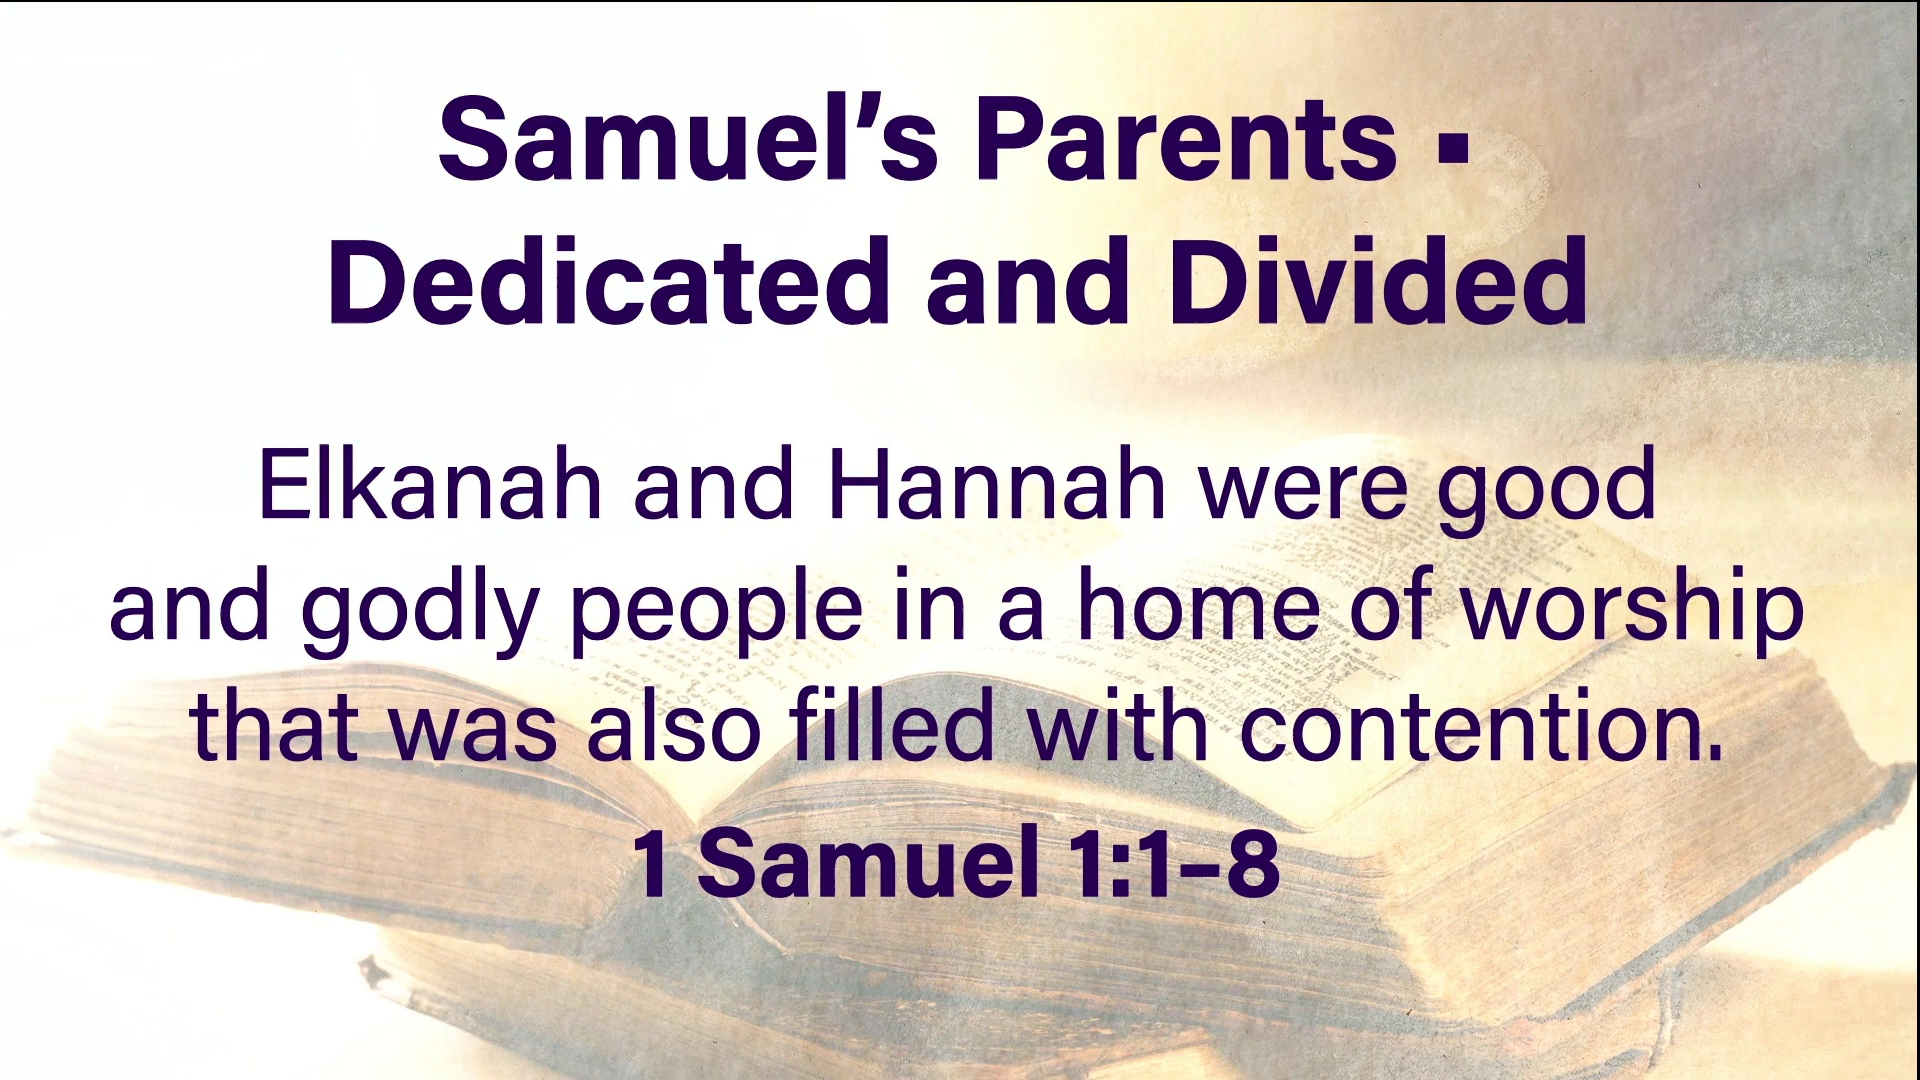 Samuel’s Parents ▪
Dedicated and Divided
Elkanah and Hannah were good
and godly people in a home of worship
that was also filled with contention.
1 Samuel 1:1–8